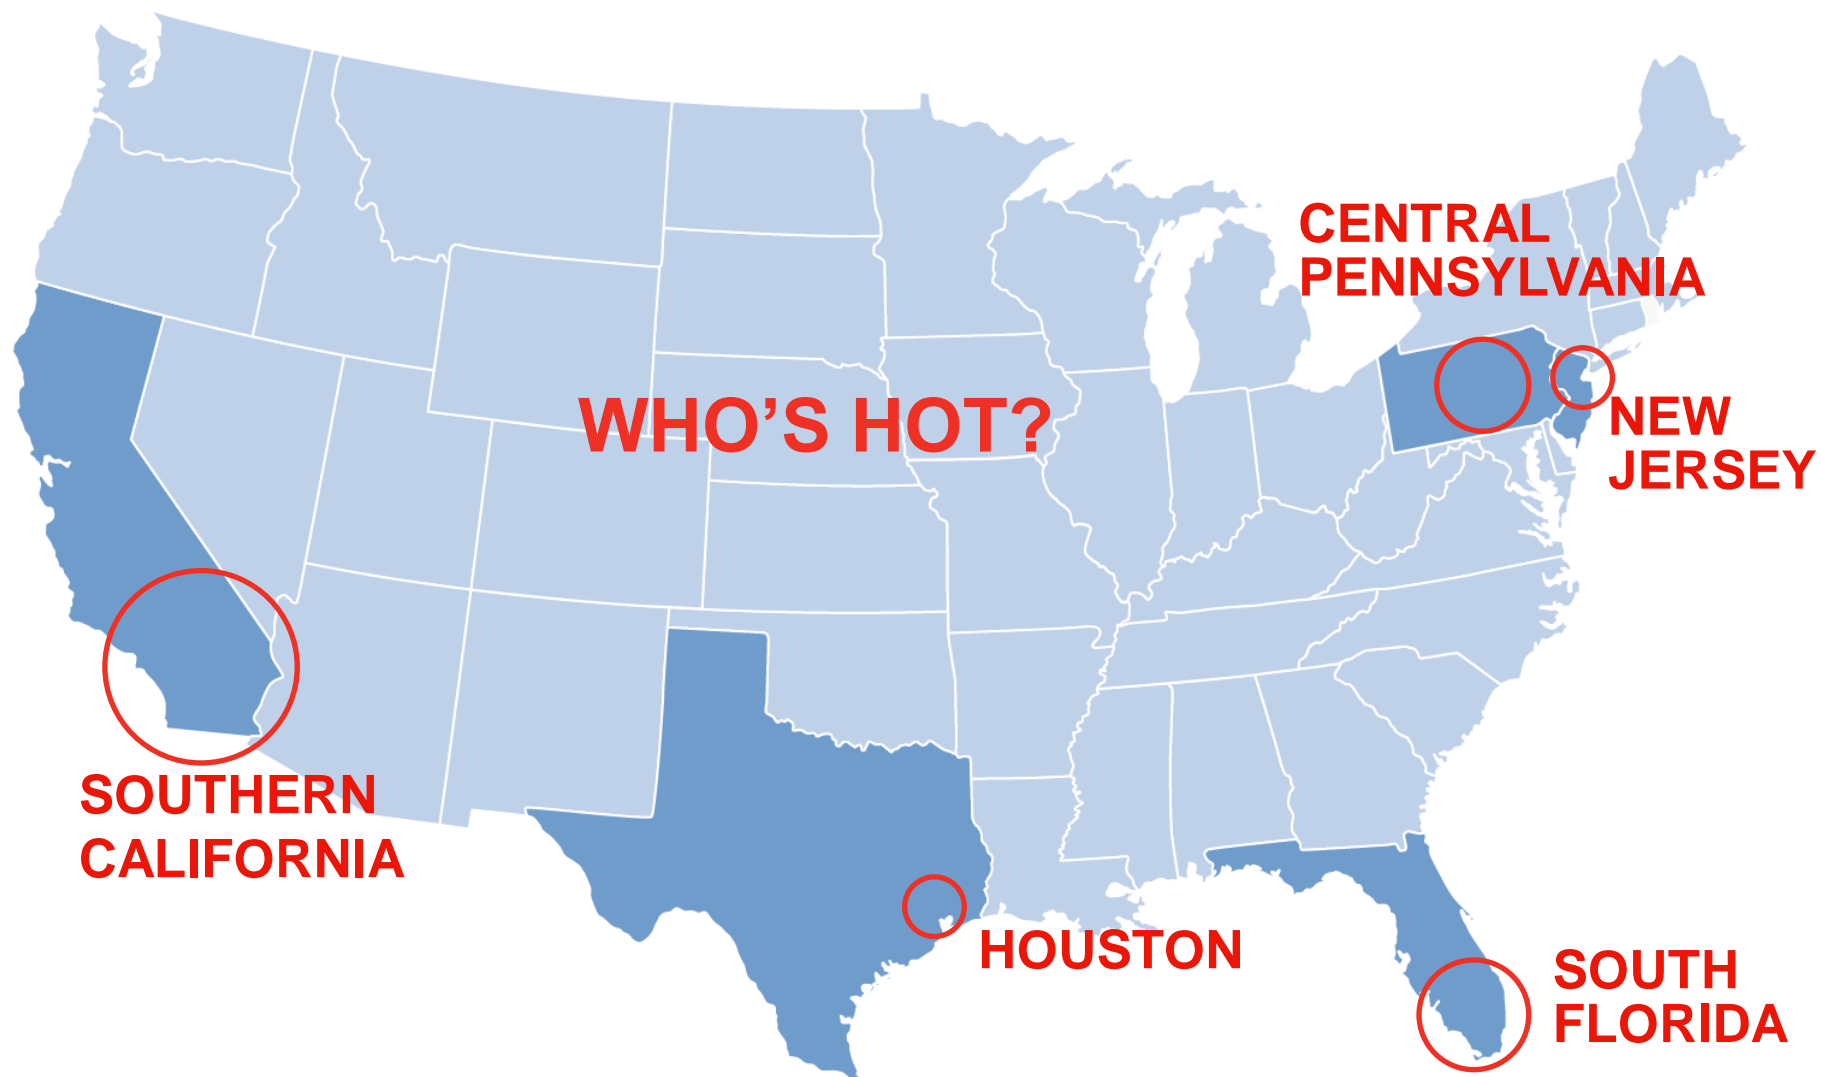 CENTRAL
PENNSYLVANIA
WHO'S HOT?
NEW
JERSEY
SOUTHERN
CALIFORNIA
HOUSTON
SOUTH
FLORIDA